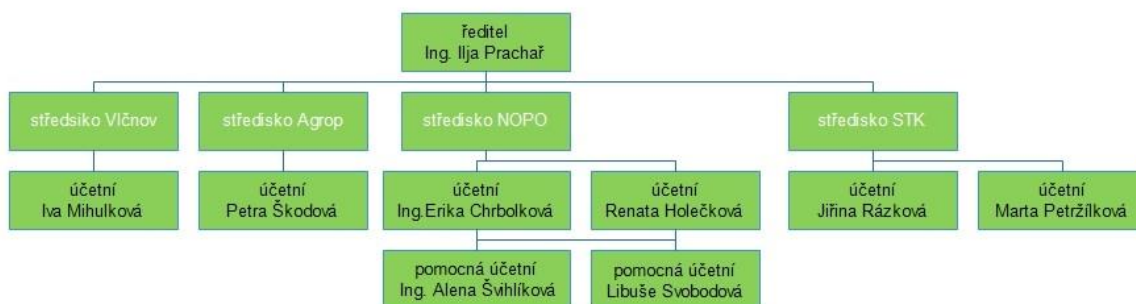 ředitel
Ing. Ilja Prachař
středsiko Vlčnov
středisko Agrop
středisko NOPO
středisko STK
účetní
Iva Mihulková
účetní
Petra Škodová
účetní
Ing.Erika Chrbolková
účetní
Renata Holečková
účetní
Jiřina Rázková
účetní
Marta Petržílková
pomocná účetní
Ing. Alena Švihlíková
pomocná účetní
Libuše Svobodová